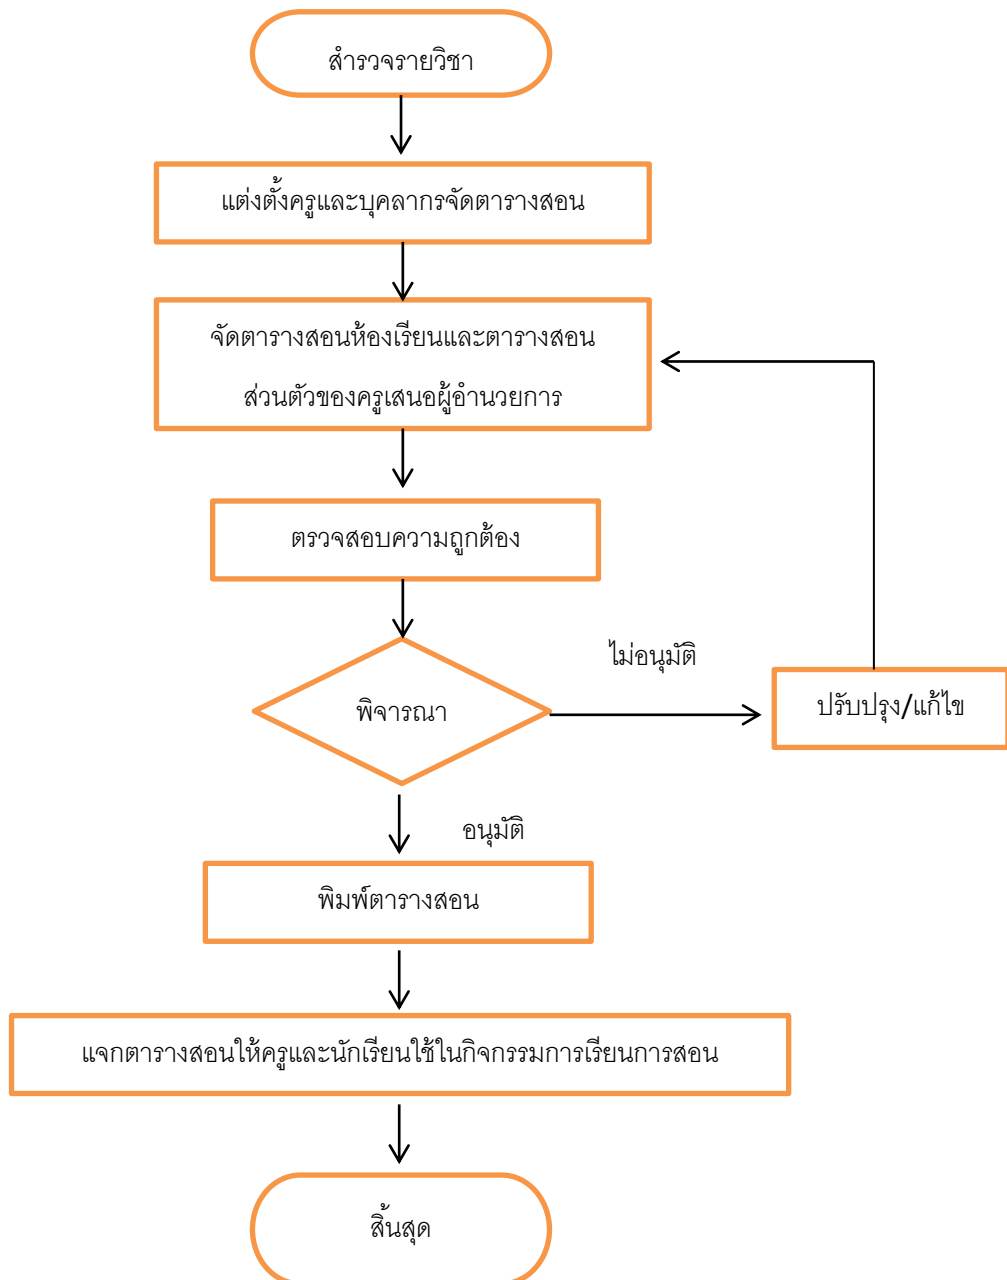 สำรวจรายวิชา
แต่งตั้งครูและบุคลากรจัดตารางสอน
จัดตารางสอนห้องเรียนและตารางสอน
ส่วนตัวของครูเสนอผู้อำนวยการ
ตรวจสอบความถูกต้อง
ไม่อนุมัติ
พิจารณา
ปรับปรุง/แก้ไข
อนุมัติ
พิมพ์ตารางสอน
แจกตารางสอนให้ครูและนักเรียนใช้ในกิจกรรมการเรียนการสอน
สิ้นสุด